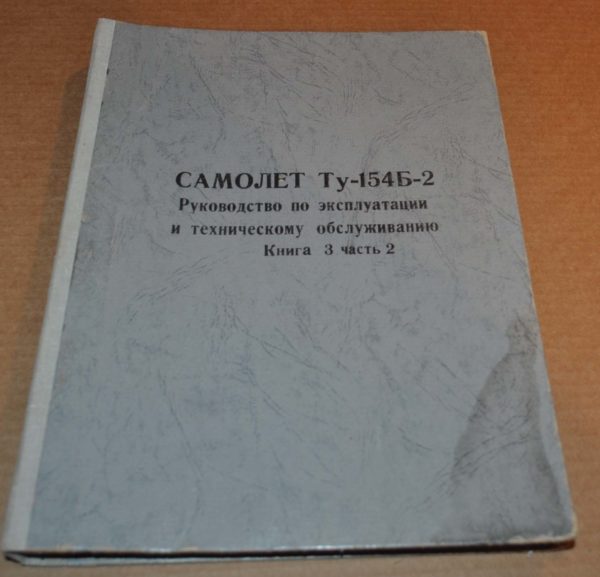 САМОЛЕТ Ту-154Б-2
Руководство по эксплуатации
и техническому обслуживанию
Книга 3 часть 2